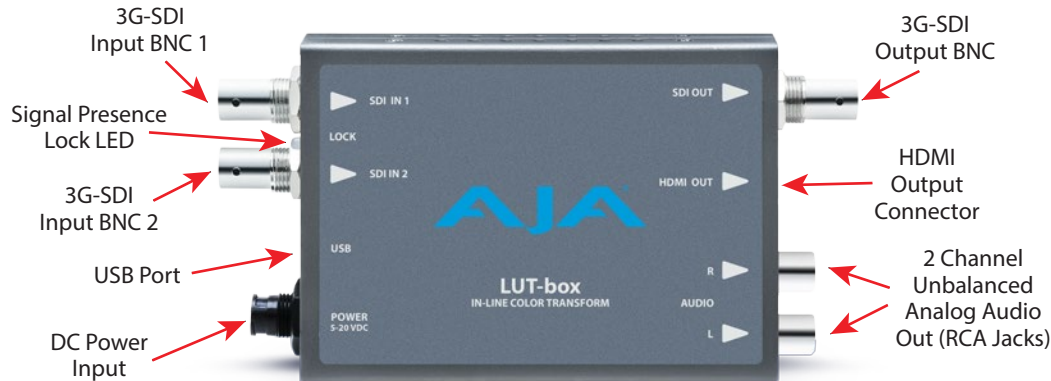 3G-SDI
Input BNC 1
Signal Presence
Lock LED
3G-SDI
Input BNC 2
USB Port
DC Power
Input
SDI IN 1
LOCK
SDI IN 2
USB
POWER
5-20 VDC
AJA
LUT-box
IN-LINE COLOR TRANSFORM
SDI OUT
HDMI OUT
R
AUDIO
L
3G-SDI
Output BNC
HDMI
Output
Connector
2 Channel
Unbalanced
Analog Audio
Out (RCA Jacks)